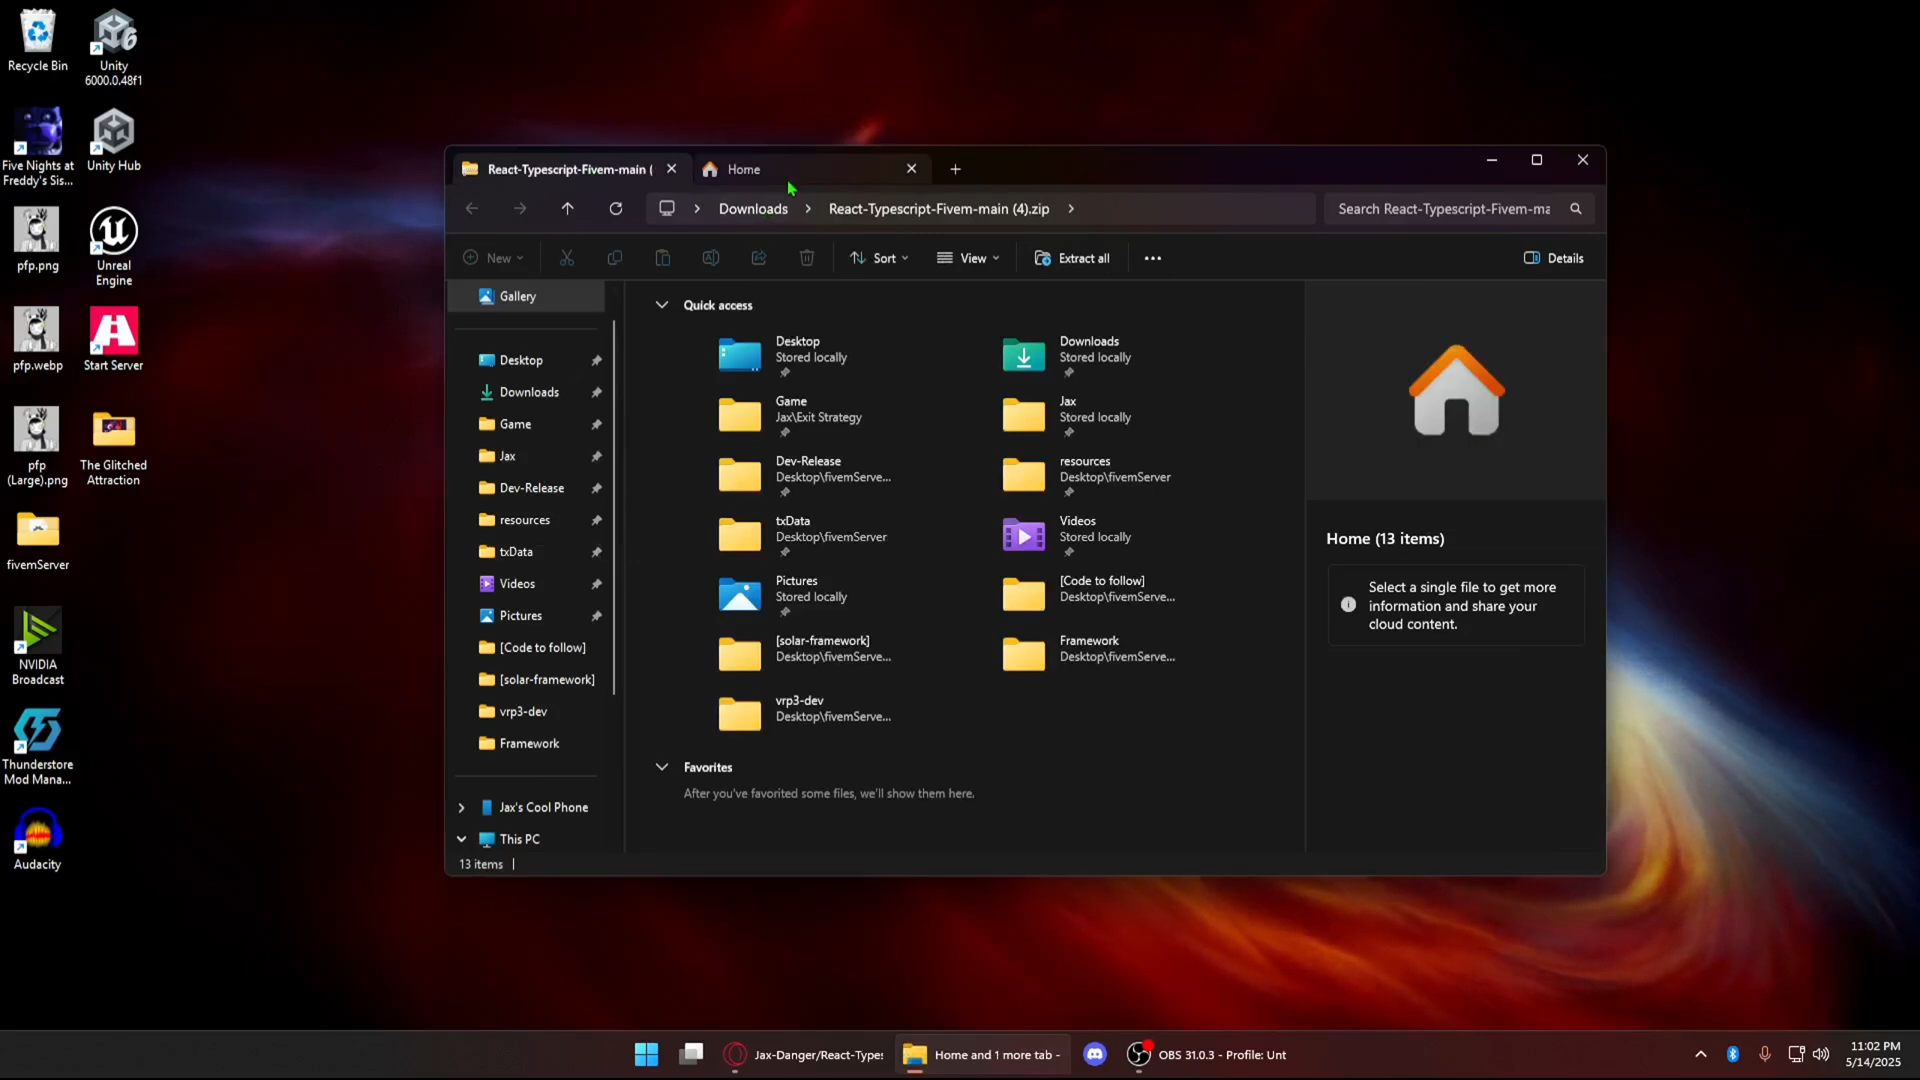 Recycle Bin
Unity
6000.0.48f1
Five Nights at
Freddy's Sis...
Unity Hub
pfp.png
Unreal
Engine
pfp.webp
Start Server
pfp
(Large).png
The Glitched
Attraction
fivemServer
NVIDIA
Broadcast
Thunderstore
Mod Mana...
Audacity
React-Typescript-Fivem-main (
Home
Downloads
React-Typescript-Fivem-main (4).zip
Search React-Typescript-Fivem-ma
New
Sort
View
Extract all
Details
Gallery
Desktop
Downloads
Game
Jax
Dev-Release
resources
txData
Videos
Pictures
[Code to follow]
[solar-framework]
vrp3-dev
Framework
Jax's Cool Phone
This PC
Quick access
Desktop
Stored locally
Downloads
Stored locally
Game
Jax\Exit Strategy
Jax
Stored locally
Dev-Release
Desktop\fivemServe...
resources
Desktop\fivemServer
txData
Desktop\fivemServer
Videos
Stored locally
Pictures
Stored locally
[Code to follow]
Desktop\fivemServe...
[solar-framework]
Desktop\fivemServe...
Framework
Desktop\fivemServe...
vrp3-dev
Desktop\fivemServe...
Favorites
After you've favorited some files, we'll show them here.
Home (13 items)
Select a single file to get more
information and share your
cloud content.
13 items
Jax-Danger/React-Types
Home and 1 more tab -
OBS 31.0.3 - Profile: Unt
11:02 PM
5/14/2025